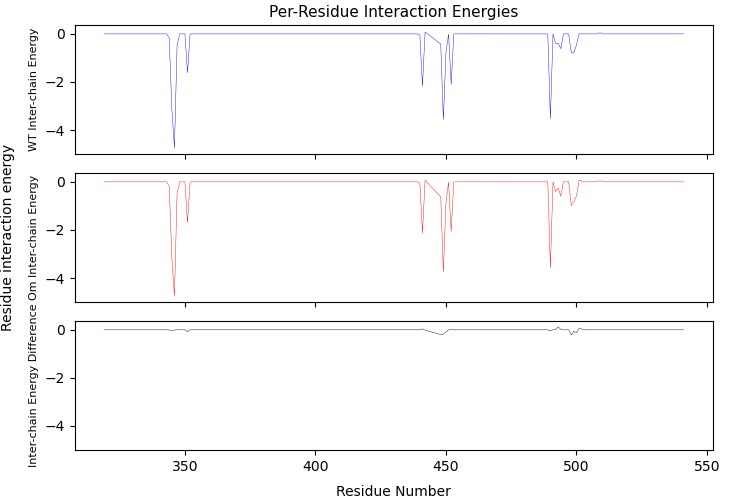 Per-Residue Interaction Energies
Residue interaction energy
WT Inter-chain Energy
0
−2
−4
Om Inter-chain Energy
0
−2
−4
Inter-chain Energy Difference
0
−2
−4
350
400
450
500
550
Residue Number